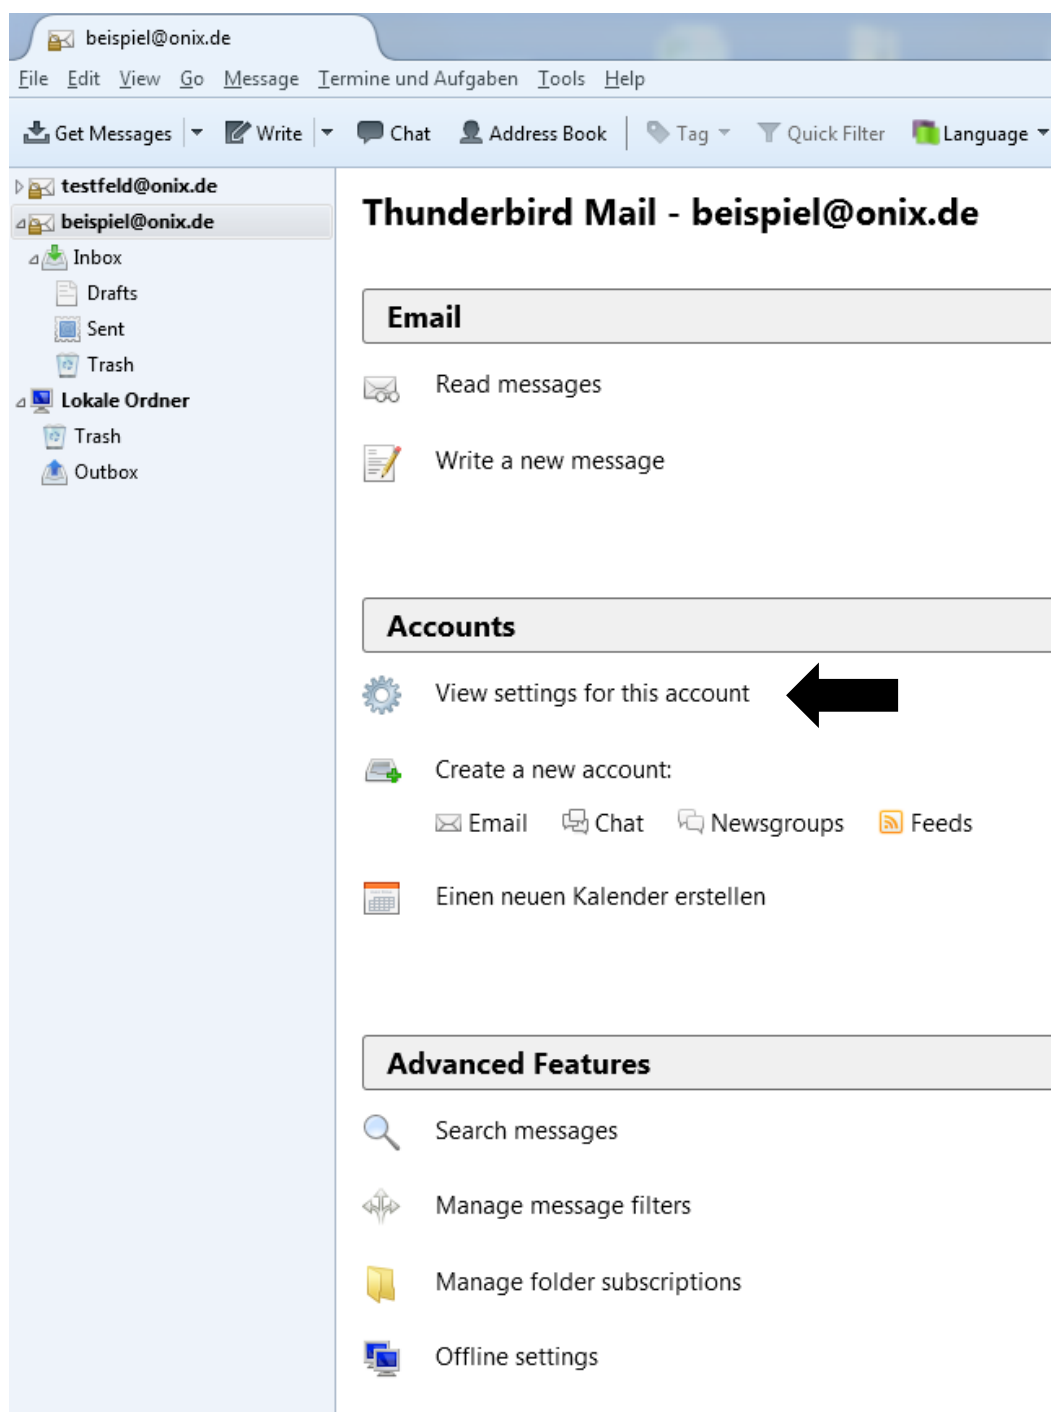 beispiel@onix.de
File Edit View Go Message Termine und Aufgaben Tools Help
Get Messages Write Chat Address Book Tag Quick Filter Language
testfeld@onix.de
beispiel@onix.de
Inbox
Drafts
Sent
Trash
Lokale Ordner
Trash
Outbox
Thunderbird Mail - beispiel@onix.de
Email
Read messages
Write a new message
Accounts
View settings for this account
Create a new account:
Email Chat Newsgroups Feeds
Einen neuen Kalender erstellen
Advanced Features
Search messages
Manage message filters
Manage folder subscriptions
Offline settings